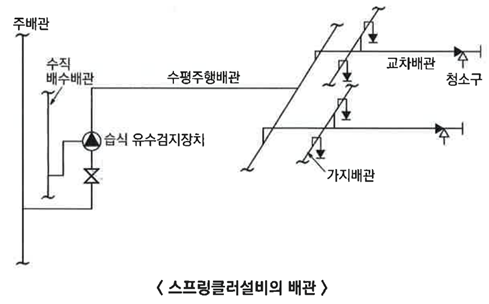 주배관
수직
배수배관
수평주행배관
교차배관
청소구
습식 유수검지장치
가지배관
< 스프링클러설비의 배관 >